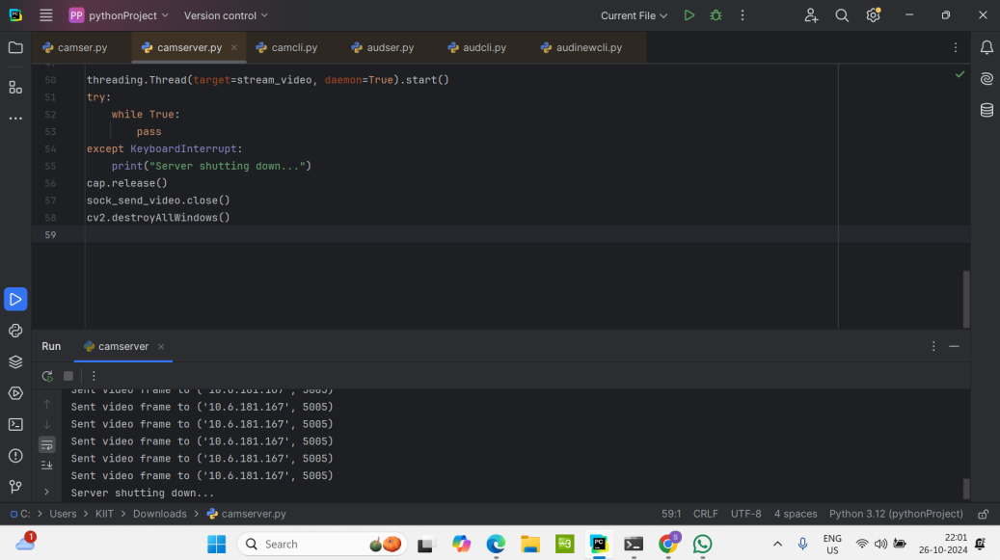 PP pythonProject Version control Current File
camser.py camserver.py camcli.py audser.py audcli.py audinewcli.py
50 threading.Thread(target=stream_video, daemon=True).start()
51 try:
52 while True:
53 pass
54 except KeyboardInterrupt:
55 print("Server shutting down...")
56 cap.release()
57 sock_send_video.close()
58 cv2.destroyAllWindows()
59
Run camserver
Sent video frame to ('10.6.181.167', 5005)
Sent video frame to ('10.6.181.167', 5005)
Sent video frame to ('10.6.181.167', 5005)
Sent video frame to ('10.6.181.167', 5005)
Sent video frame to ('10.6.181.167', 5005)
Sent video frame to ('10.6.181.167', 5005)
Server shutting down...
C: > Users > KIIT > Downloads > camserver.py 59:1 CRLF UTF-8 4 spaces Python 3.12 (pythonProject)
1 Search PC S ENG US 22:01 26-10-2024